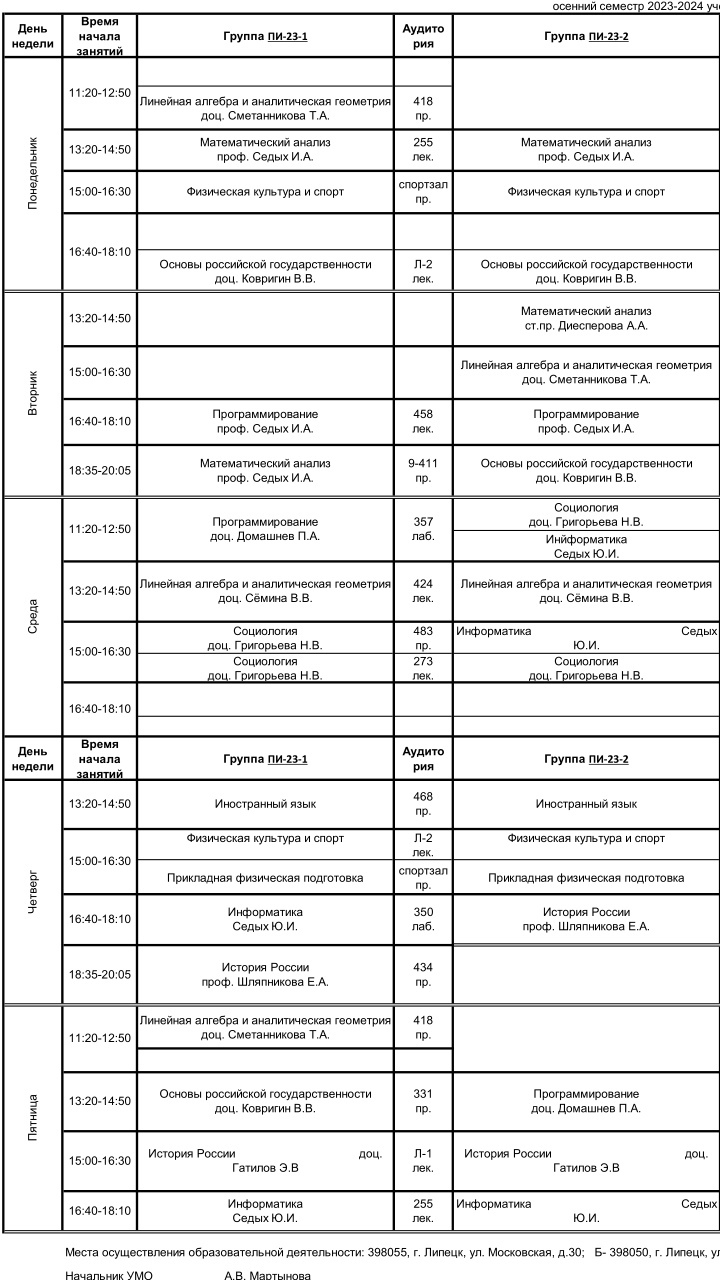 осенний семестр 2023-2024 уч
День недели Время начала занятий Группа ПИ-23-1 Аудито рия Группа ПИ-23-2
Понедельник
11:20-12:50
Линейная алгебра и аналитическая геометрия 418
доц. Сметанникова Т.А. пр.
13:20-14:50
Математический анализ 255 Математический анализ
проф. Седых И.А. лек. проф. Седых И.А.
15:00-16:30 Физическая культура и спорт спортзал пр. Физическая культура и спорт
16:40-18:10
Основы российской государственности Л-2 Основы российской государственности
доц. Ковригин В.В. лек. доц. Ковригин В.В.
Вторник
13:20-14:50
Математический анализ
ст.пр. Диесперова А.А.
15:00-16:30
Линейная алгебра и аналитическая геометрия
доц. Сметанникова Т.А.
16:40-18:10
Программирование 458 Программирование
проф. Седых И.А. лек. проф. Седых И.А.
18:35-20:05
Математический анализ 9-411 Основы российской государственности
проф. Седых И.А. пр. доц. Ковригин В.В.
Среда
11:20-12:50
Программирование 357
доц. Домашнев П.А. лаб.
Социология
доц. Григорьева Н.В.
Инйформатика
Седых Ю.И.
13:20-14:50
Линейная алгебра и аналитическая геометрия 424 Линейная алгебра и аналитическая геометрия
доц. Сёмина В.В. лек. доц. Сёмина В.В.
15:00-16:30
Социология 483 Информатика Седых
доц. Григорьева Н.В. пр. Ю.И.
Социология 273 Социология
доц. Григорьева Н.В. лек. доц. Григорьева Н.В.
16:40-18:10
День недели Время начала занятий Группа ПИ-23-1 Аудито рия Группа ПИ-23-2
Четверг
13:20-14:50 Иностранный язык 468 пр. Иностранный язык
15:00-16:30
Физическая культура и спорт Л-2 лек. Физическая культура и спорт
Прикладная физическая подготовка спортзал пр. Прикладная физическая подготовка
16:40-18:10
Информатика 350 История России
Седых Ю.И. лаб. проф. Шляпникова Е.А.
18:35-20:05
История России 434
проф. Шляпникова Е.А. пр.
Пятница
11:20-12:50
Линейная алгебра и аналитическая геометрия 418
доц. Сметанникова Т.А. пр.
13:20-14:50
Основы российской государственности 331 Программирование
доц. Ковригин В.В. пр. доц. Домашнев П.А.
15:00-16:30
История России доц. Л-1 История России доц.
Гатилов Э.В лек. Гатилов Э.В
16:40-18:10
Информатика 255 Информатика Седых
Седых Ю.И. лек. Ю.И.
Места осуществления образовательной деятельности: 398055, г. Липецк, ул. Московская, д.30; Б- 398050, г. Липецк, ул
Начальник УМО А.В. Мартынова